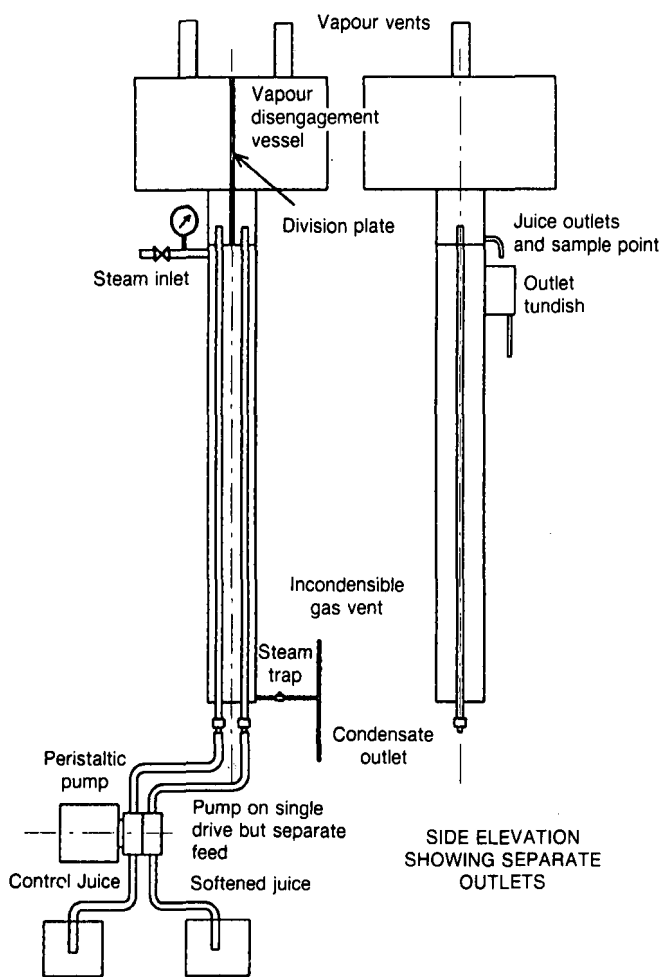 Vapour vents
Vapour
disengagement
vessel
Division plate
Steam inlet
Juice outlets
and sample point
Outlet
tundish
Incondensible
gas vent
Steam
trap
Condensate
outlet
Peristaltic
pump
Pump on single
drive but separate
feed
Control Juice
Softened juice
SIDE ELEVATION
SHOWING SEPARATE
OUTLETS